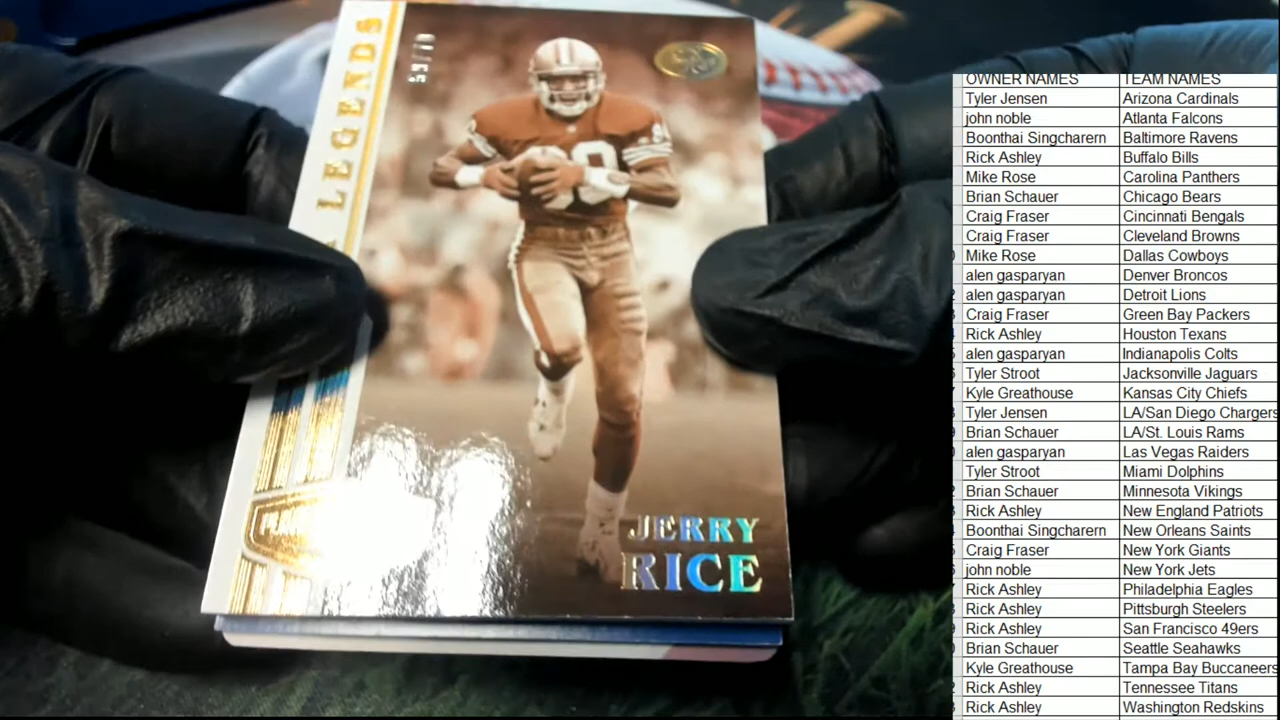 LEGENDS
80
JERRY
RICE
OWNER NAMES TEAM NAMES
Tyler Jensen Arizona Cardinals
john noble Atlanta Falcons
Boonthai Singcharern Baltimore Ravens
Rick Ashley Buffalo Bills
Mike Rose Carolina Panthers
Brian Schauer Chicago Bears
Craig Fraser Cincinnati Bengals
Craig Fraser Cleveland Browns
Mike Rose Dallas Cowboys
alen gasparyan Denver Broncos
alen gasparyan Detroit Lions
Craig Fraser Green Bay Packers
Rick Ashley Houston Texans
alen gasparyan Indianapolis Colts
Tyler Stroot Jacksonville Jaguars
Kyle Greathouse Kansas City Chiefs
Tyler Jensen LA/San Diego Chargers
Brian Schauer LA/St. Louis Rams
alen gasparyan Las Vegas Raiders
Tyler Stroot Miami Dolphins
Brian Schauer Minnesota Vikings
Rick Ashley New England Patriots
Boonthai Singcharern New Orleans Saints
Craig Fraser New York Giants
john noble New York Jets
Rick Ashley Philadelphia Eagles
Rick Ashley Pittsburgh Steelers
Rick Ashley San Francisco 49ers
Brian Schauer Seattle Seahawks
Kyle Greathouse Tampa Bay Buccaneers
Rick Ashley Tennessee Titans
Rick Ashley Washington Redskins